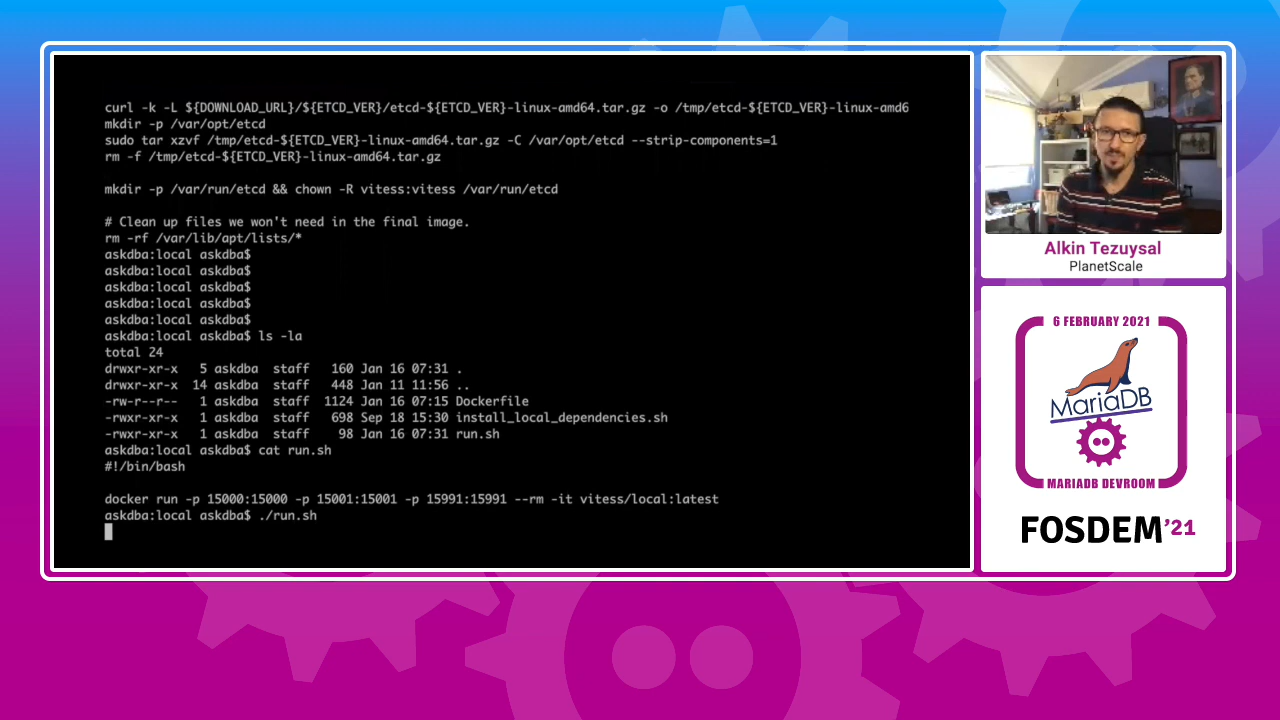 curl -k -L ${DOWNLOAD_URL}/${ETCD_VER}/etcd-${ETCD_VER}-linux-amd64.tar.gz -o /tmp/etcd-${ETCD_VER}-linux-amd6
mkdir -p /var/opt/etcd
sudo tar xzvf /tmp/etcd-${ETCD_VER}-linux-amd64.tar.gz -C /var/opt/etcd --strip-components=1
rm -f /tmp/etcd-${ETCD_VER}-linux-amd64.tar.gz
mkdir -p /var/run/etcd && chown -R vitess:vitess /var/run/etcd
# Clean up files we won't need in the final image.
rm -rf /var/lib/apt/lists/*
askdba:local askdba$
askdba:local askdba$
askdba:local askdba$
askdba:local askdba$
askdba:local askdba$
askdba:local askdba$ ls -la
total 24
drwxr-xr-x 5 askdba staff 160 Jan 16 07:31 .
drwxr-xr-x 14 askdba staff 448 Jan 11 11:56 ..
-rw-r--r-- 1 askdba staff 1124 Jan 16 07:15 Dockerfile
-rwxr-xr-x 1 askdba staff 698 Sep 18 15:30 install_local_dependencies.sh
-rwxr-xr-x 1 askdba staff 98 Jan 16 07:31 run.sh
askdba:local askdba$ cat run.sh
#!/bin/bash
docker run -p 15000:15000 -p 15001:15001 -p 15991:15991 --rm -it vitess/local:latest
askdba:local askdba$ ./run.sh
Alkin Tezuysal
PlanetScale
6 FEBRUARY 2021
MariaDB
MARIADB DEVROOM
FOSDEM'21